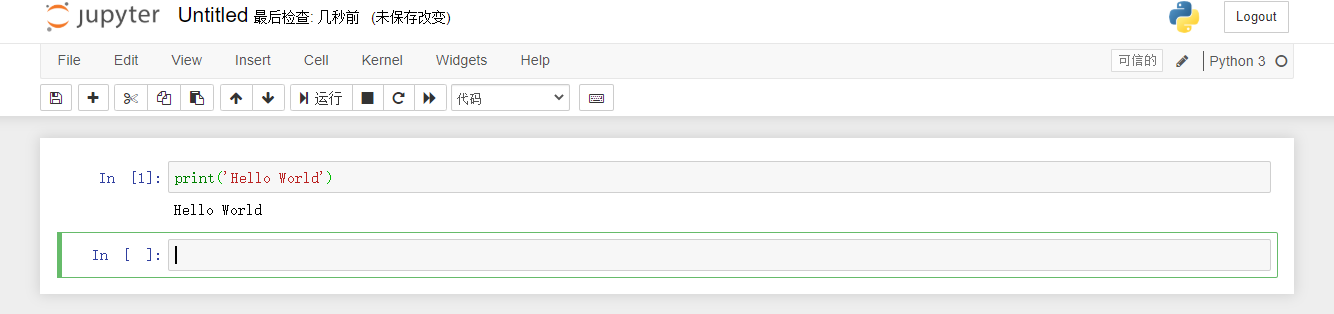 jupyter Untitled 最后检查: 几秒前 (未保存改变) Logout
File Edit View Insert Cell Kernel Widgets Help 可信的 Python 3
运行 代码
In [1]: print('Hello World')
Hello World
In [ ]: